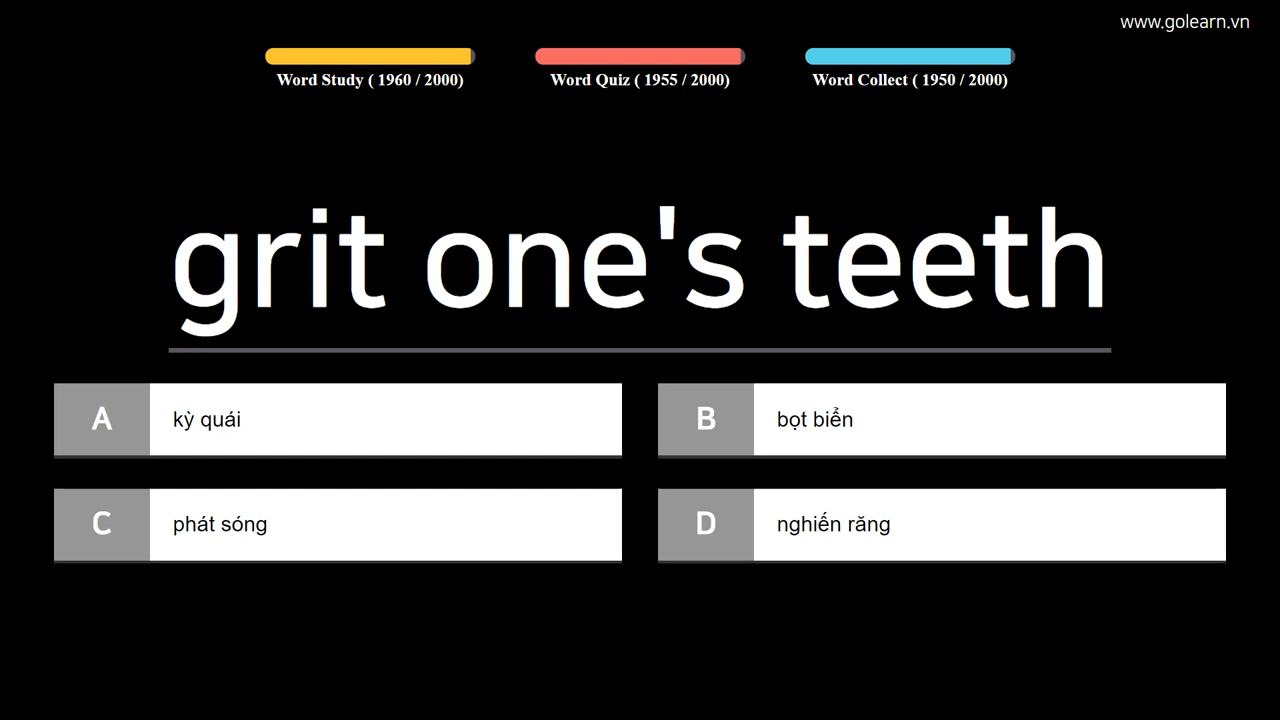 www.golearn.vn
Word Study ( 1960 / 2000)
Word Quiz ( 1955 / 2000)
Word Collect ( 1950 / 2000)
grit one's teeth
A kỳ quái
B bọt biển
C phát sóng
D nghiến răng